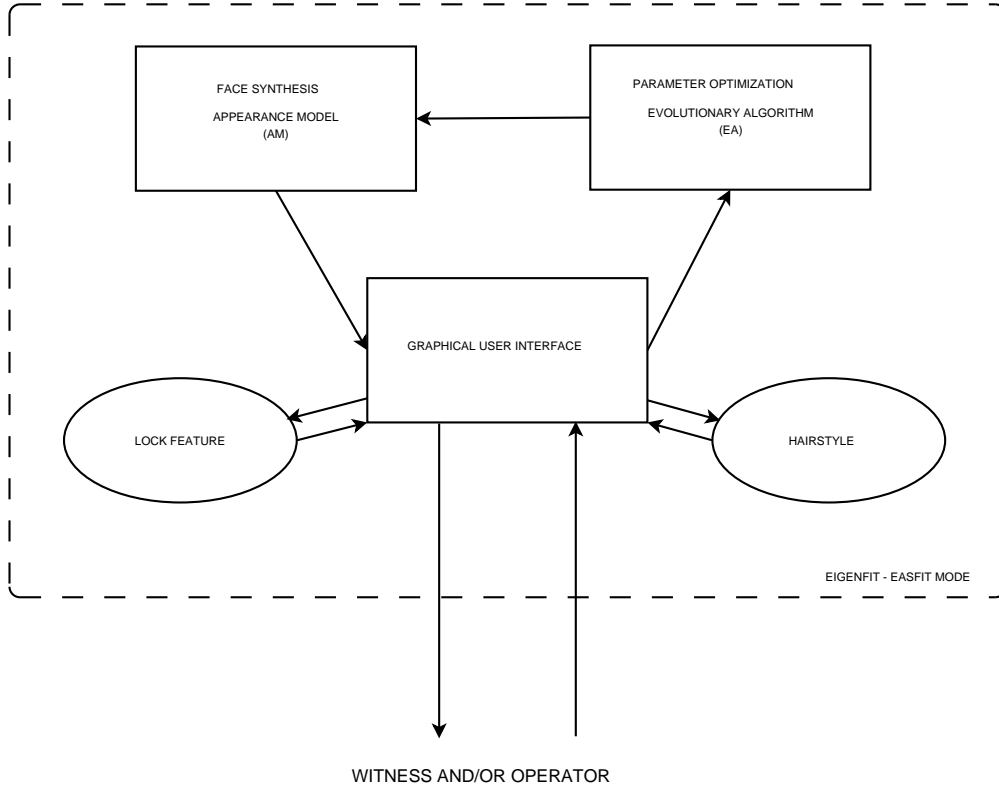 FACE SYNTHESIS
APPEARANCE MODEL
(AM)
PARAMETER OPTIMIZATION
EVOLUTIONARY ALGORITHM
(EA)
GRAPHICAL USER INTERFACE
LOCK FEATURE
HAIRSTYLE
EIGENFIT - EASFIT MODE
WITNESS AND/OR OPERATOR